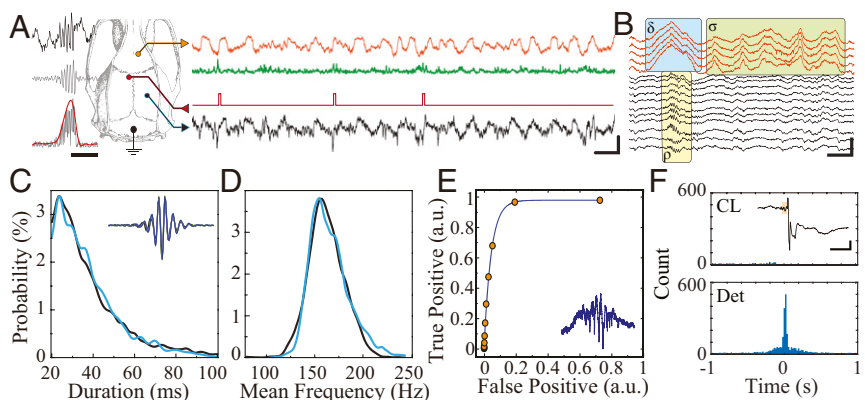 A
B
δ
σ
ρ
C
D
E
F
Probability (%)
3
2
1
0
20 40 60 80 100
Duration (ms)
3
2
1
0
100 150 200 250
Mean Frequency (Hz)
True Positive (a.u.)
1
0.8
0.6
0.4
0.2
0
0 0.2 0.4 0.6 0.8 1
False Positive (a.u.)
Count
600
CL
0
600
Det
0
-1 0 1
Time (s)